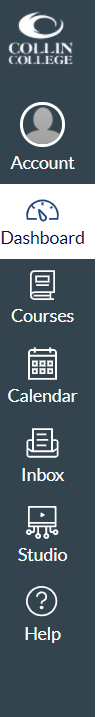 COLLIN
COLLEGE
Account
Dashboard
Courses
Calendar
Inbox
Studio
Help